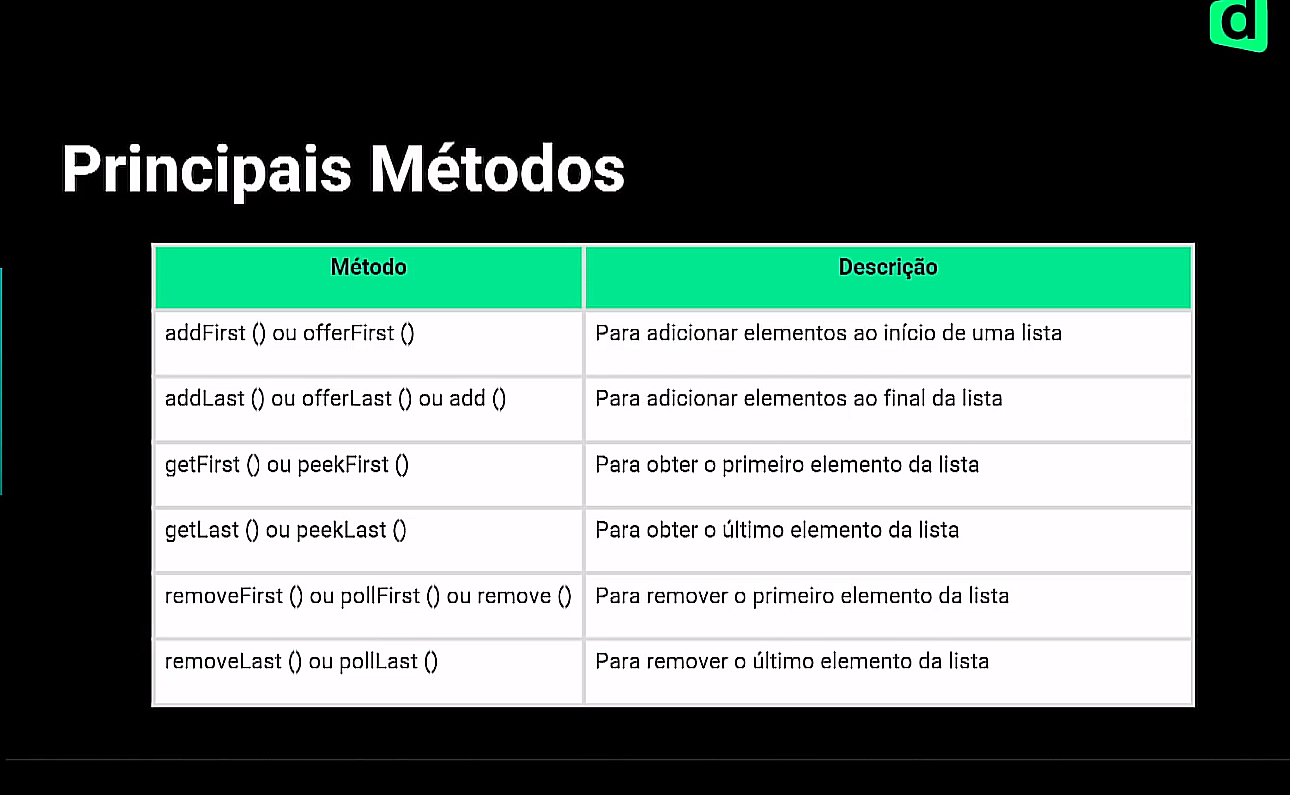 d
Principais Métodos
Método Descrição
addFirst () ou offerFirst () Para adicionar elementos ao início de uma lista
addLast () ou offerLast () ou add () Para adicionar elementos ao final da lista
getFirst () ou peekFirst () Para obter o primeiro elemento da lista
getLast () ou peekLast () Para obter o último elemento da lista
removeFirst () ou pollFirst () ou remove () Para remover o primeiro elemento da lista
removeLast () ou pollLast () Para remover o último elemento da lista